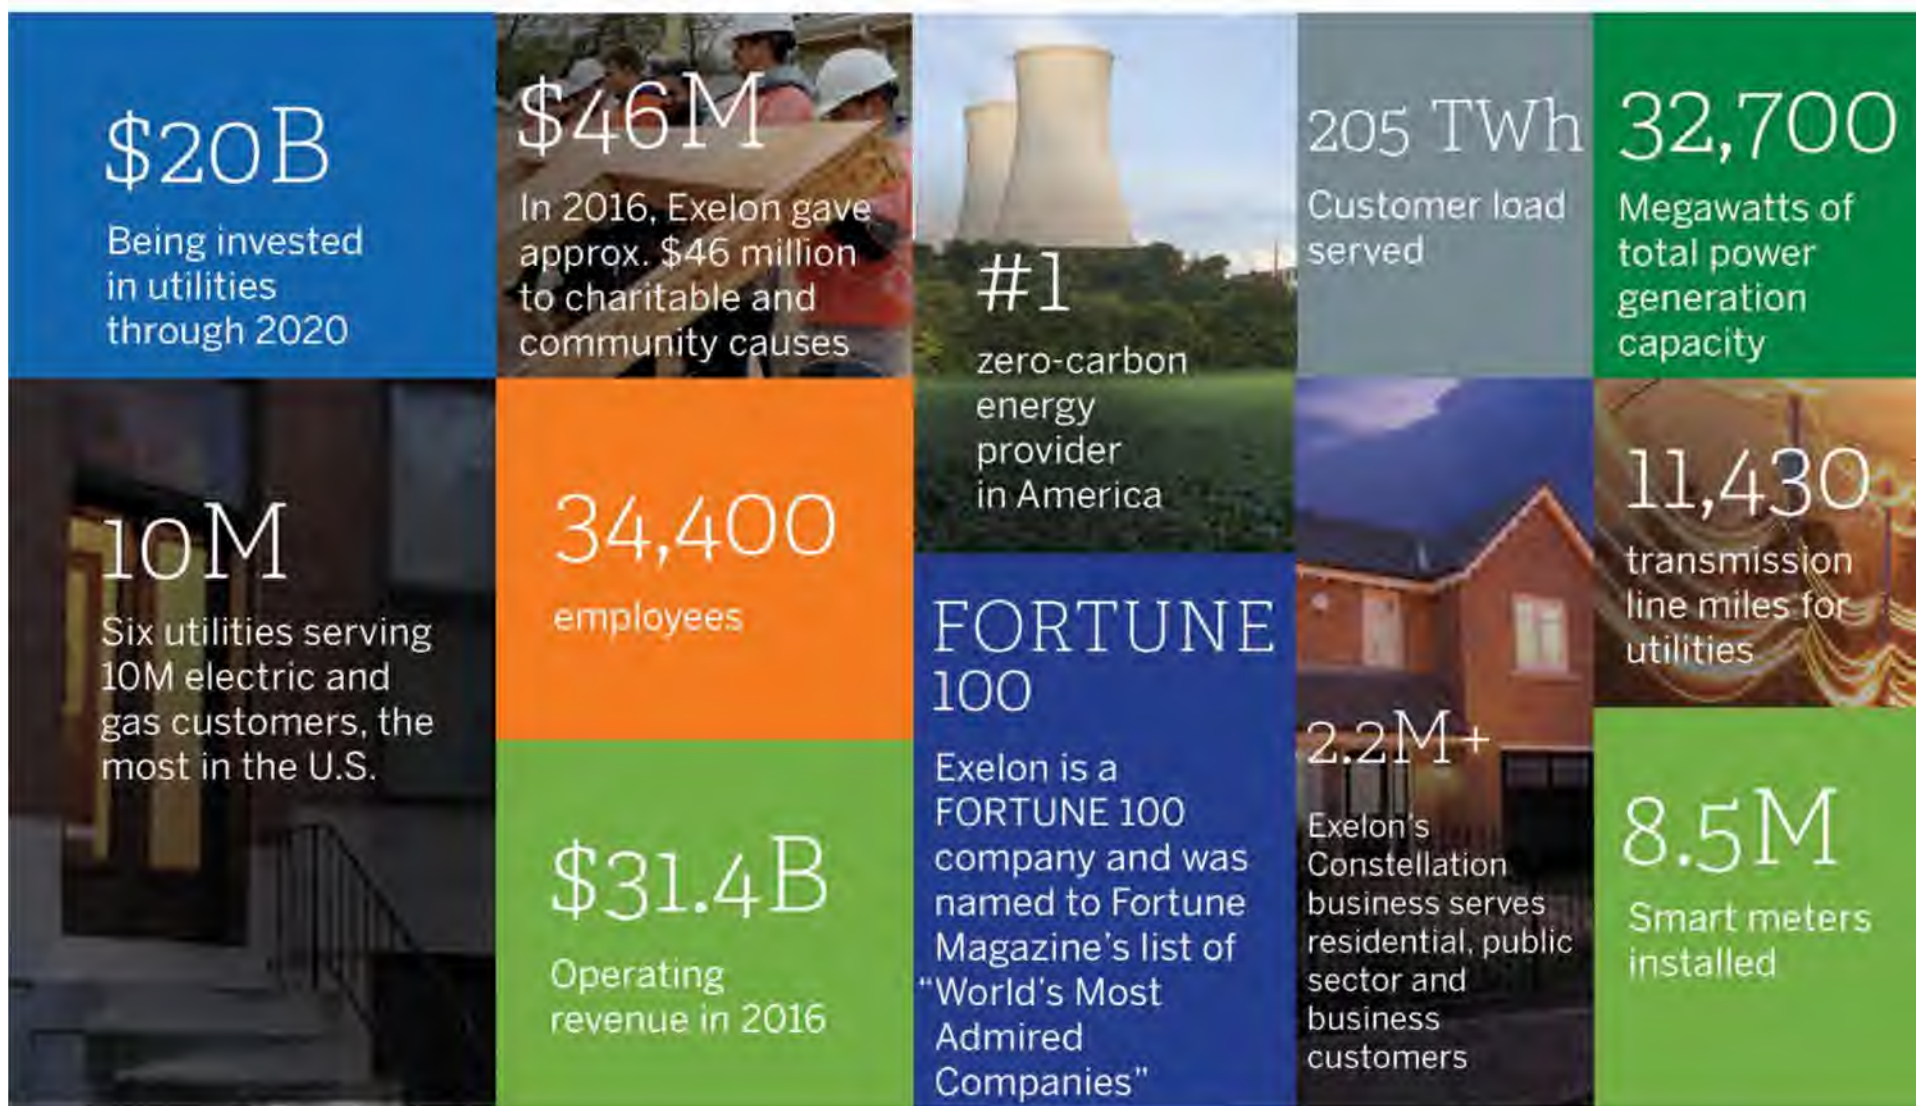 $20B
Being invested
in utilities
through 2020
$46M
In 2016, Exelon gave
approx. $46 million
to charitable and
community causes
#1
zero-carbon
energy
provider
in America
205 TWh
Customer load
served
32,700
Megawatts of
total power
generation
capacity
10M
Six utilities serving
10M electric and
gas customers, the
most in the U.S.
34,400
employees
$31.4B
Operating
revenue in 2016
FORTUNE
100
Exelon is a
FORTUNE 100
company and was
named to Fortune
Magazine's list of
“World's Most
Admired
Companies”
2.2M+
Exelon's
Constellation
business serves
residential, public
sector and
business
customers
11,430
transmission
line miles for
utilities
8.5M
Smart meters
installed